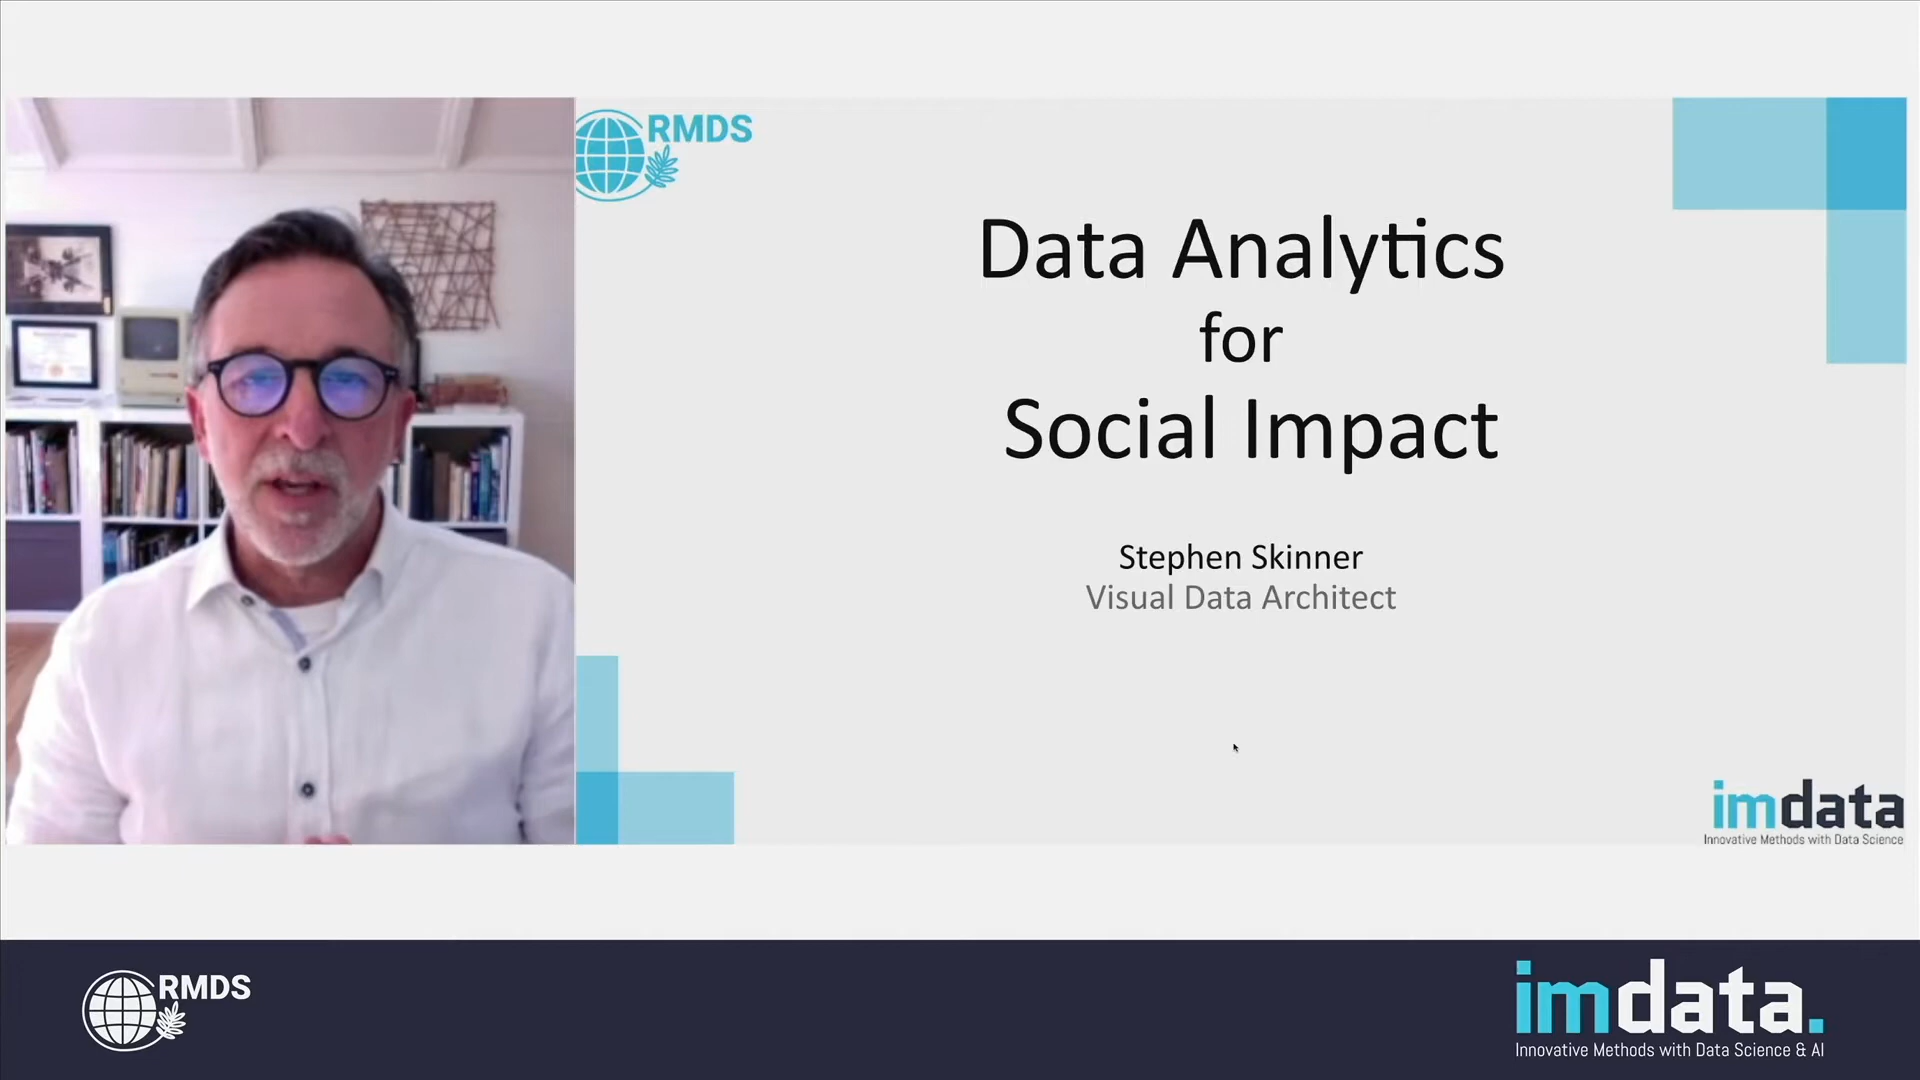 RMDS
Data Analytics
for
Social Impact
Stephen Skinner
Visual Data Architect
imdata
Innovative Methods with Data Science
RMDS
imdata.
Innovative Methods with Data Science & AI